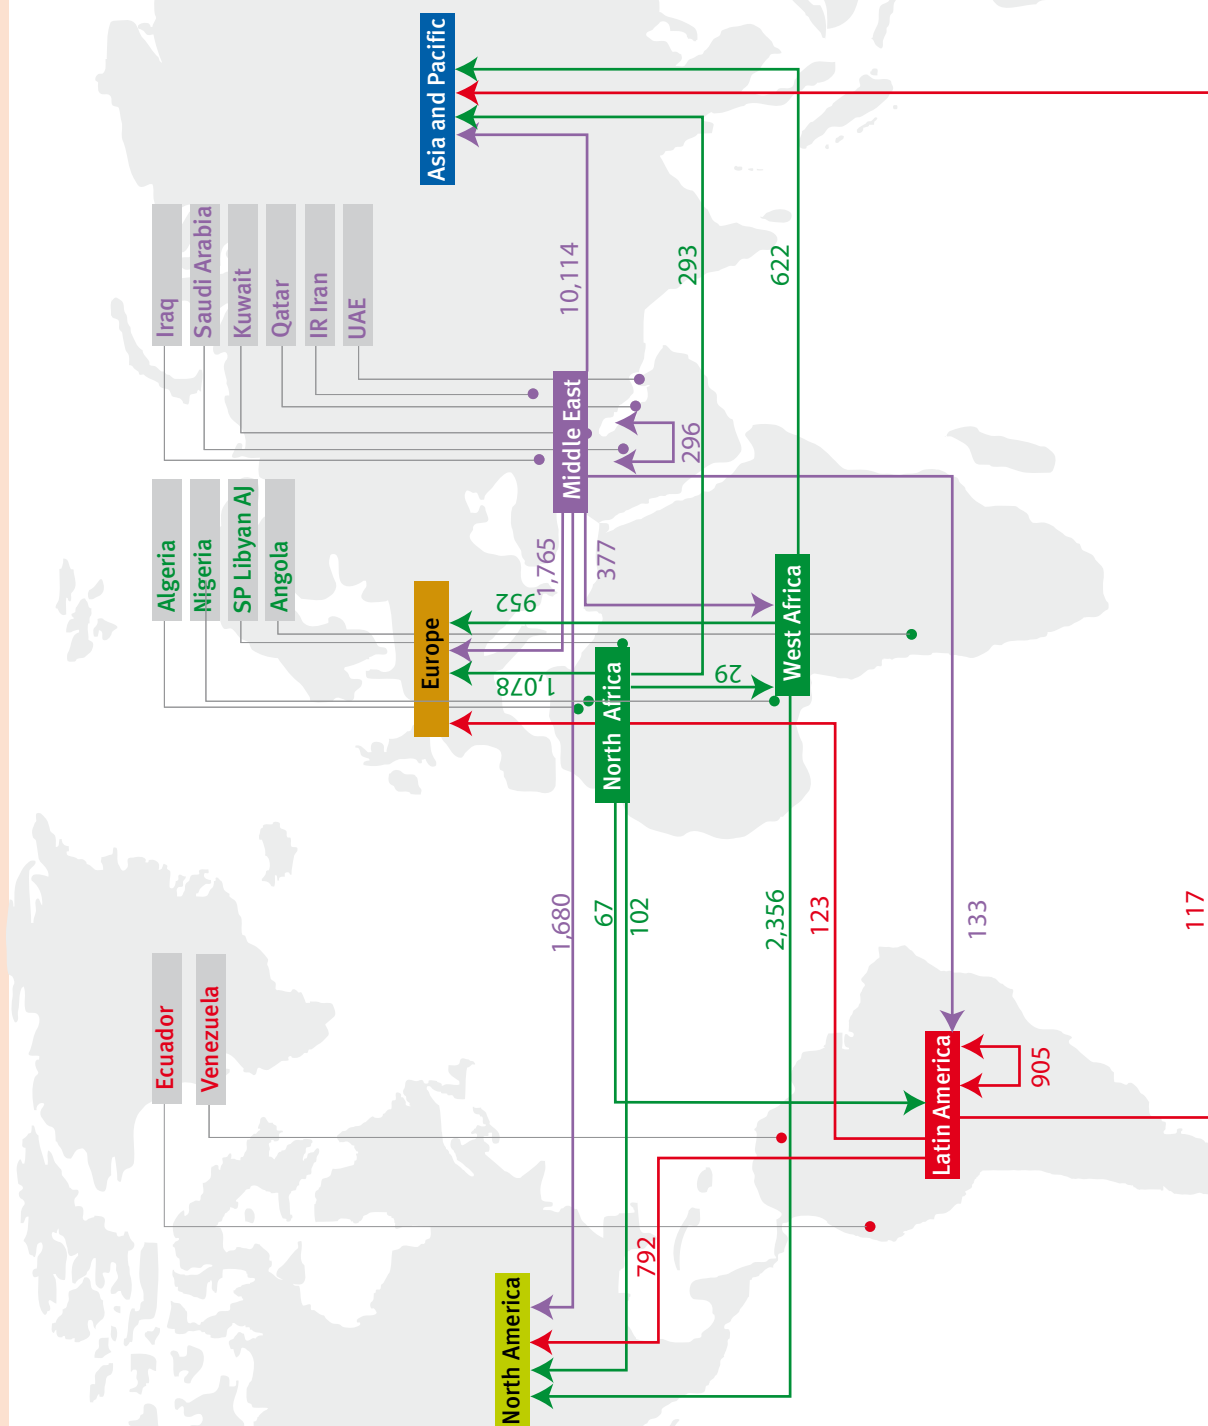 Ecuador
Venezuela
Algeria
Nigeria
SP Libyan AJ
Angola
Iraq
Saudi Arabia
Kuwait
Qatar
IR Iran
UAE
North America
Europe
Asia and Pacific
Middle East
North Africa
West Africa
Latin America
10,114
293
622
296
1,765
377
952
1,078
29
1,680
67
102
2,356
123
133
117
792
905